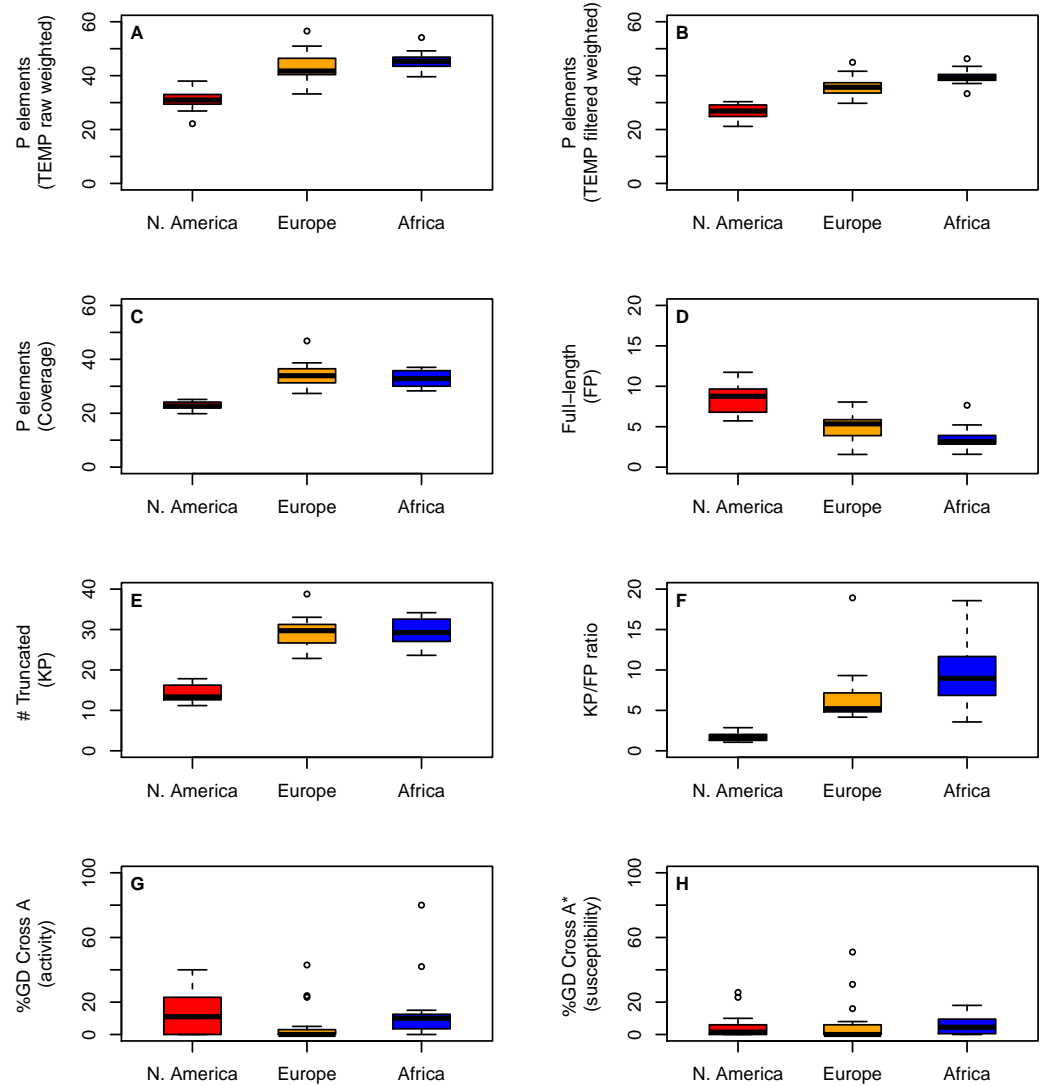 A
P elements
(TEMP raw weighted)
0
20
40
60
N. America
Europe
Africa
B
P elements
(TEMP filtered weighted)
0
20
40
60
N. America
Europe
Africa
C
P elements
(Coverage)
0
20
40
60
N. America
Europe
Africa
D
Full−length
(FP)
0
5
10
15
20
N. America
Europe
Africa
E
# Truncated
(KP)
0
10
20
30
40
N. America
Europe
Africa
F
KP/FP ratio
0
5
10
15
20
N. America
Europe
Africa
G
%GD Cross A
(activity)
0
20
60
100
N. America
Europe
Africa
H
%GD Cross A*
(susceptibility)
0
20
60
100
N. America
Europe
Africa